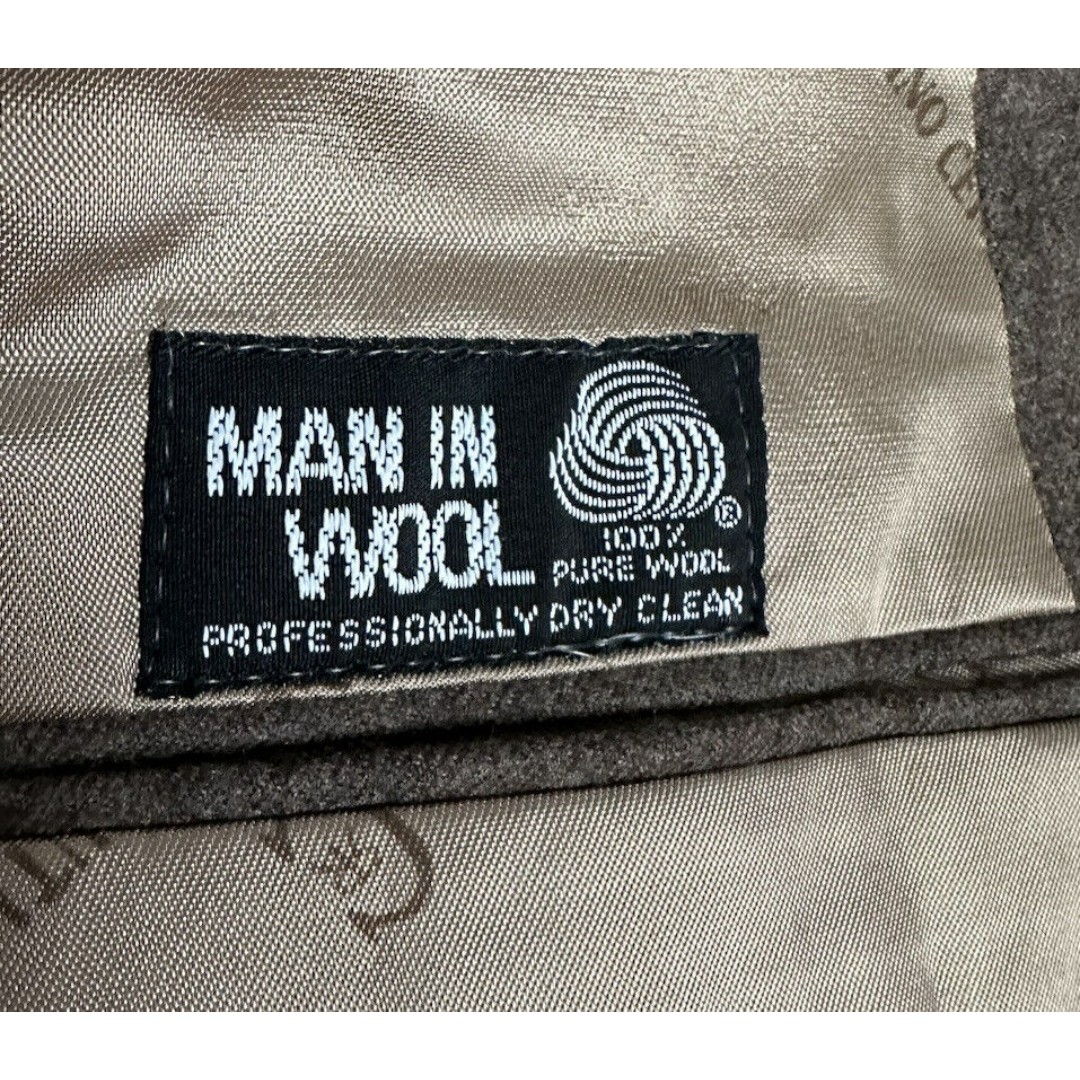 MAN IN
WOOL
®
100%
PURE WOOL
PROFESSIONALLY DRY CLEAN